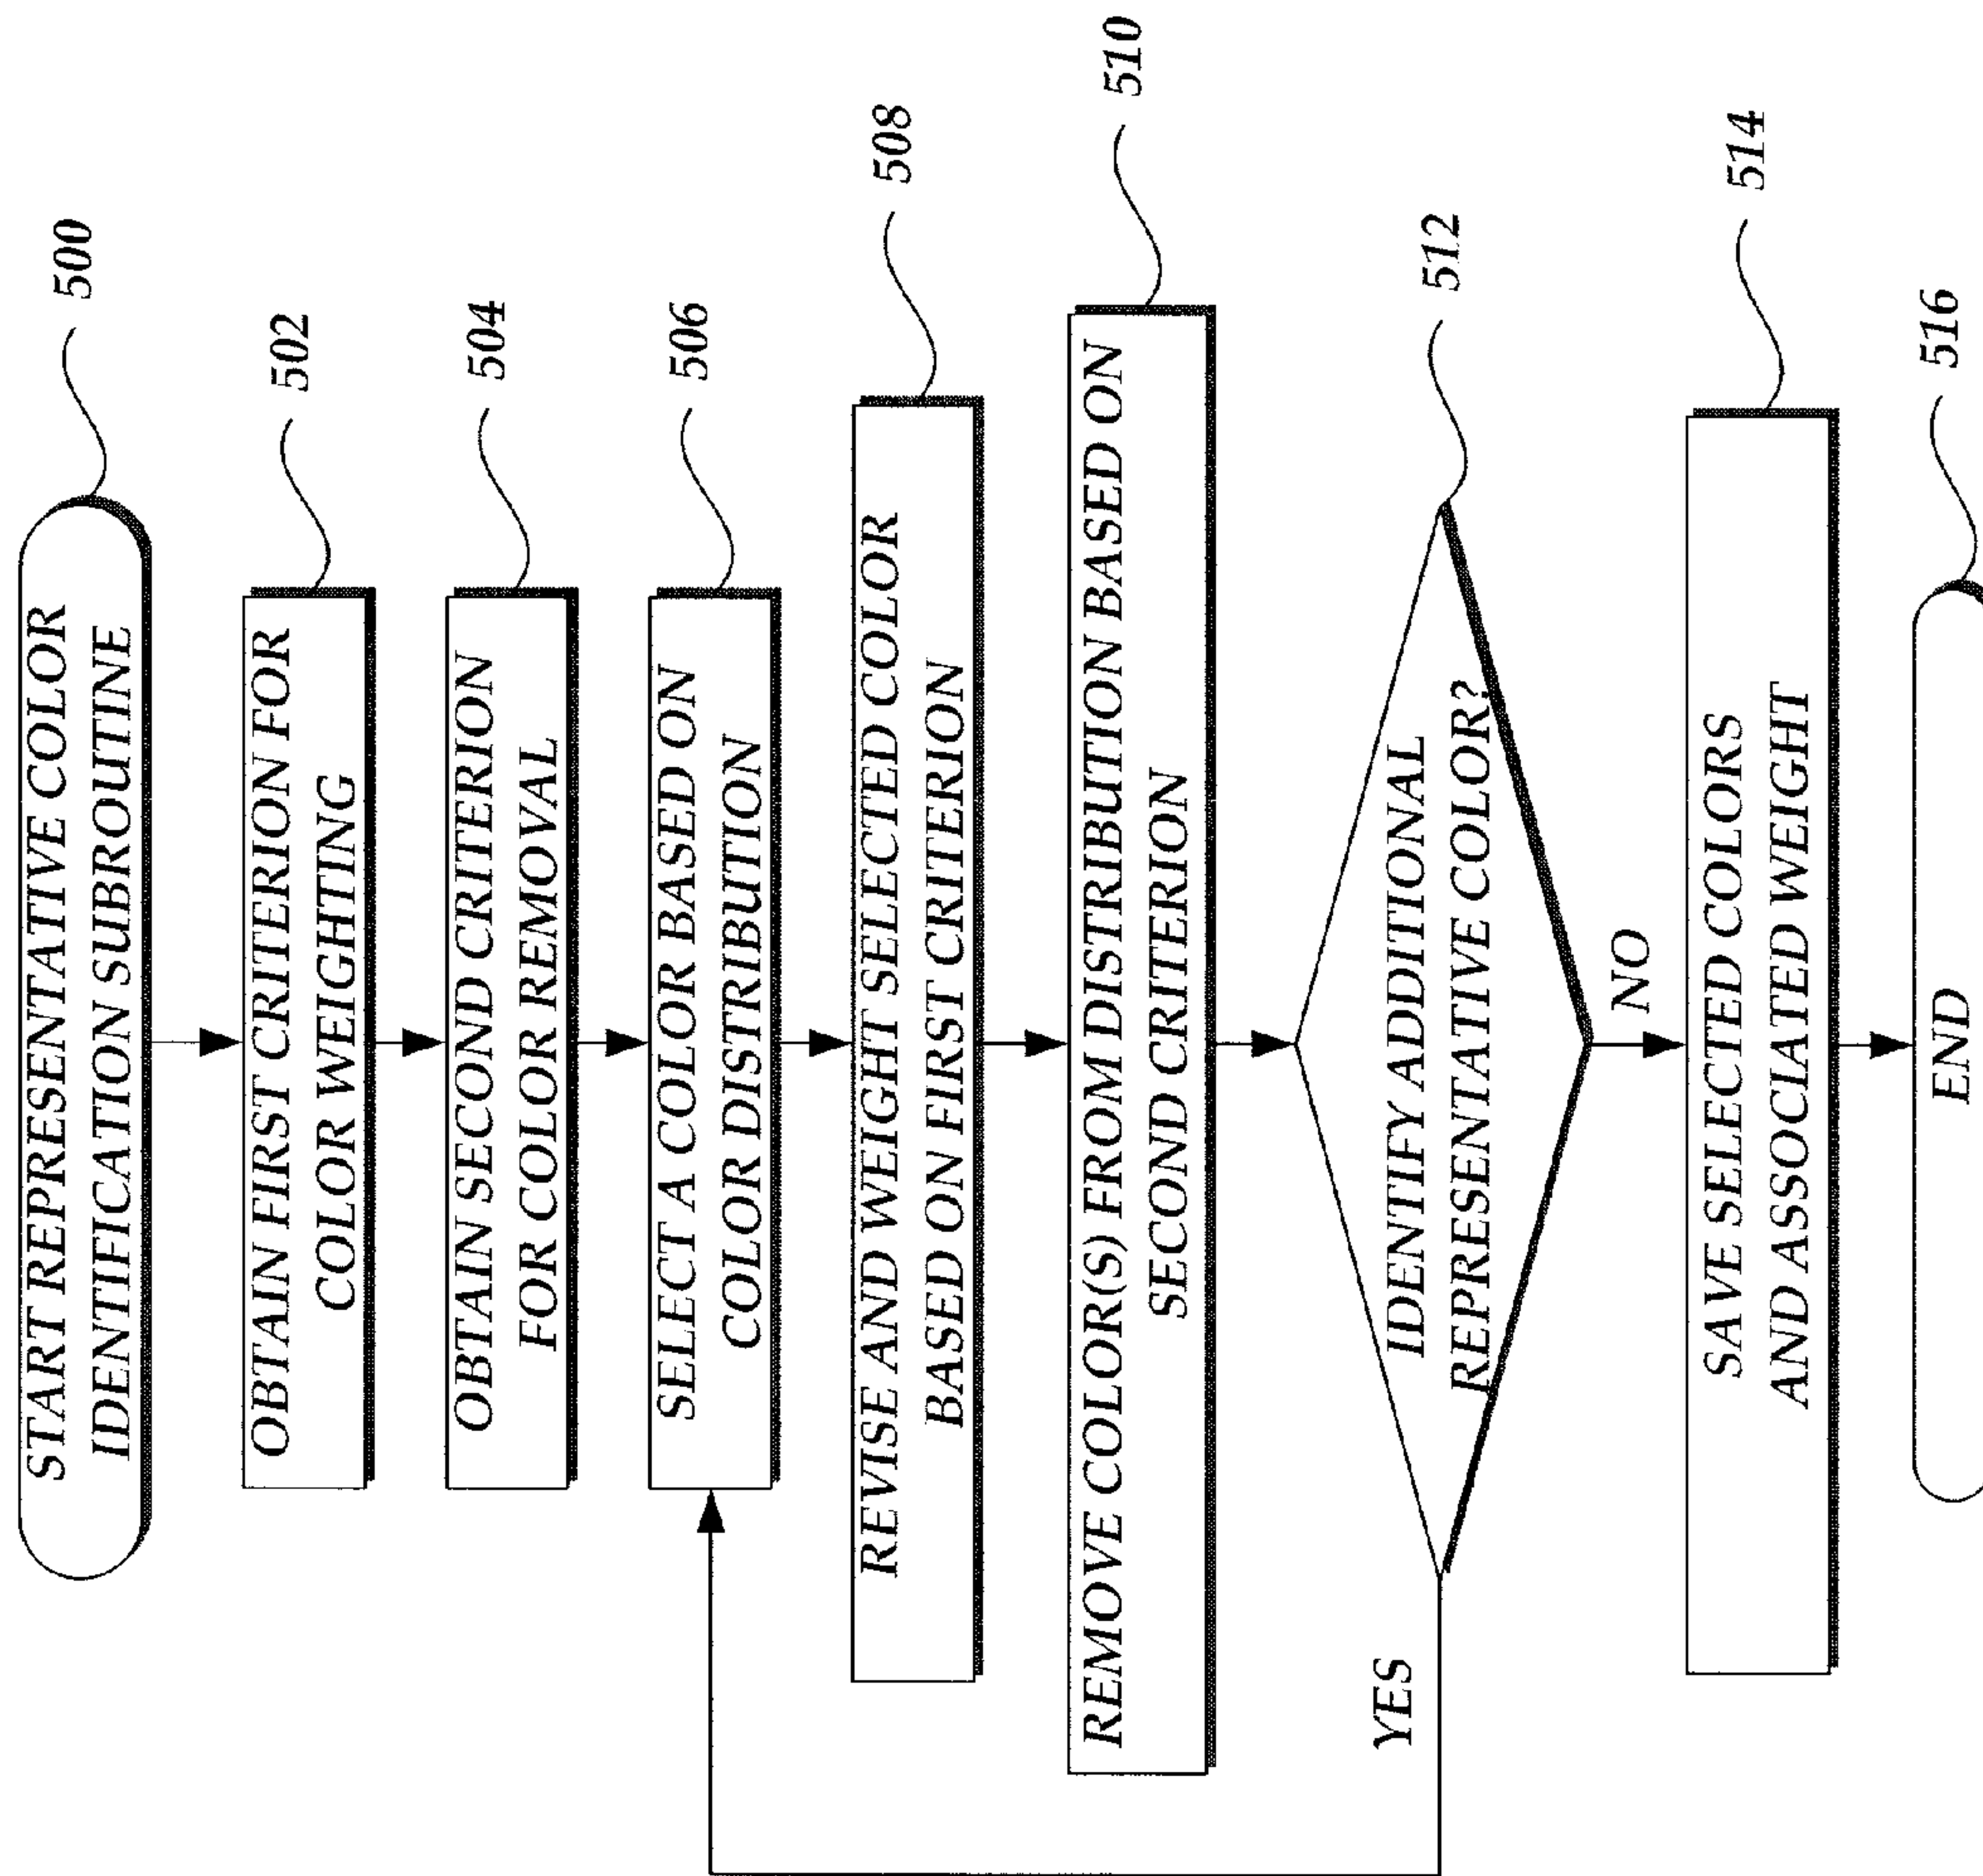 START REPRESENTATIVE COLOR
IDENTIFICATION SUBROUTINE
500
OBTAIN FIRST CRITERION FOR
COLOR WEIGHTING
502
OBTAIN SECOND CRITERION
FOR COLOR REMOVAL
504
SELECT A COLOR BASED ON
COLOR DISTRIBUTION
506
REVISE AND WEIGHT SELECTED COLOR
BASED ON FIRST CRITERION
508
REMOVE COLOR(S) FROM DISTRIBUTION BASED ON
SECOND CRITERION
510
YES
IDENTIFY ADDITIONAL
REPRESENTATIVE COLOR?
512
NO
SAVE SELECTED COLORS
AND ASSOCIATED WEIGHT
514
END
516